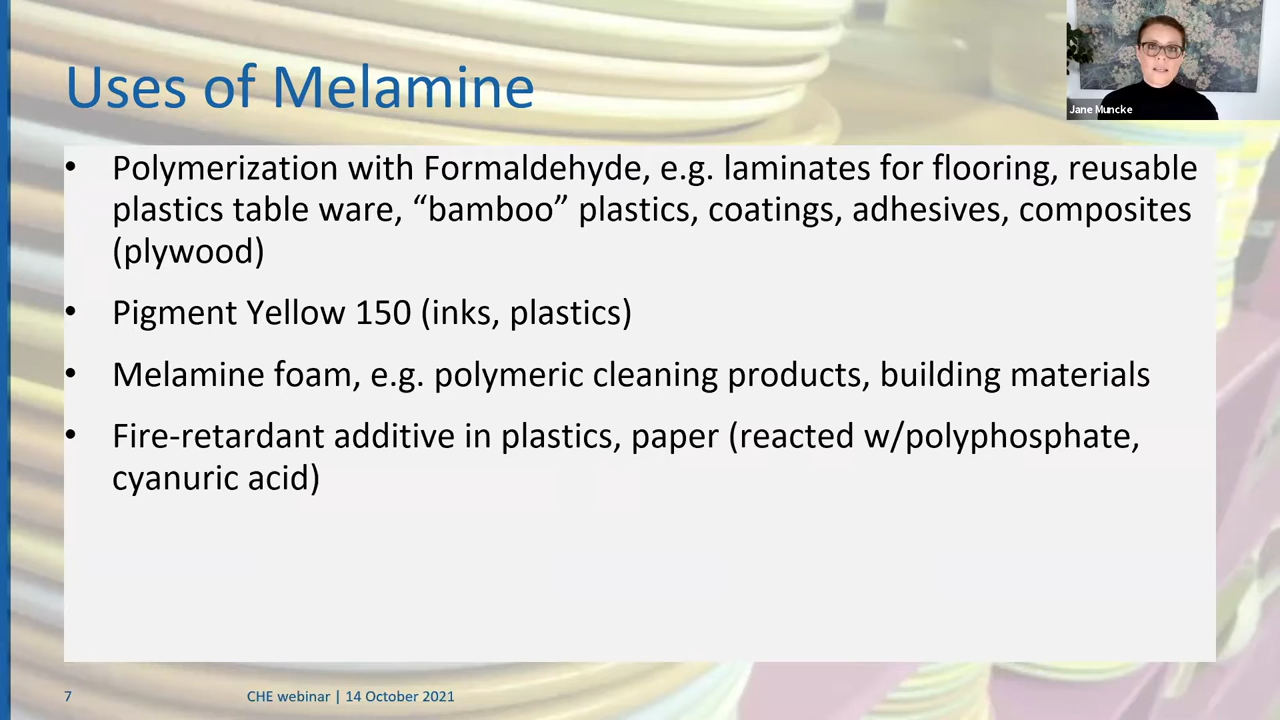 Uses of Melamine
Jane Muncke
• Polymerization with Formaldehyde, e.g. laminates for flooring, reusable
plastics table ware, “bamboo” plastics, coatings, adhesives, composites
(plywood)
• Pigment Yellow 150 (inks, plastics)
• Melamine foam, e.g. polymeric cleaning products, building materials
• Fire-retardant additive in plastics, paper (reacted w/polyphosphate,
cyanuric acid)
7 CHE webinar | 14 October 2021